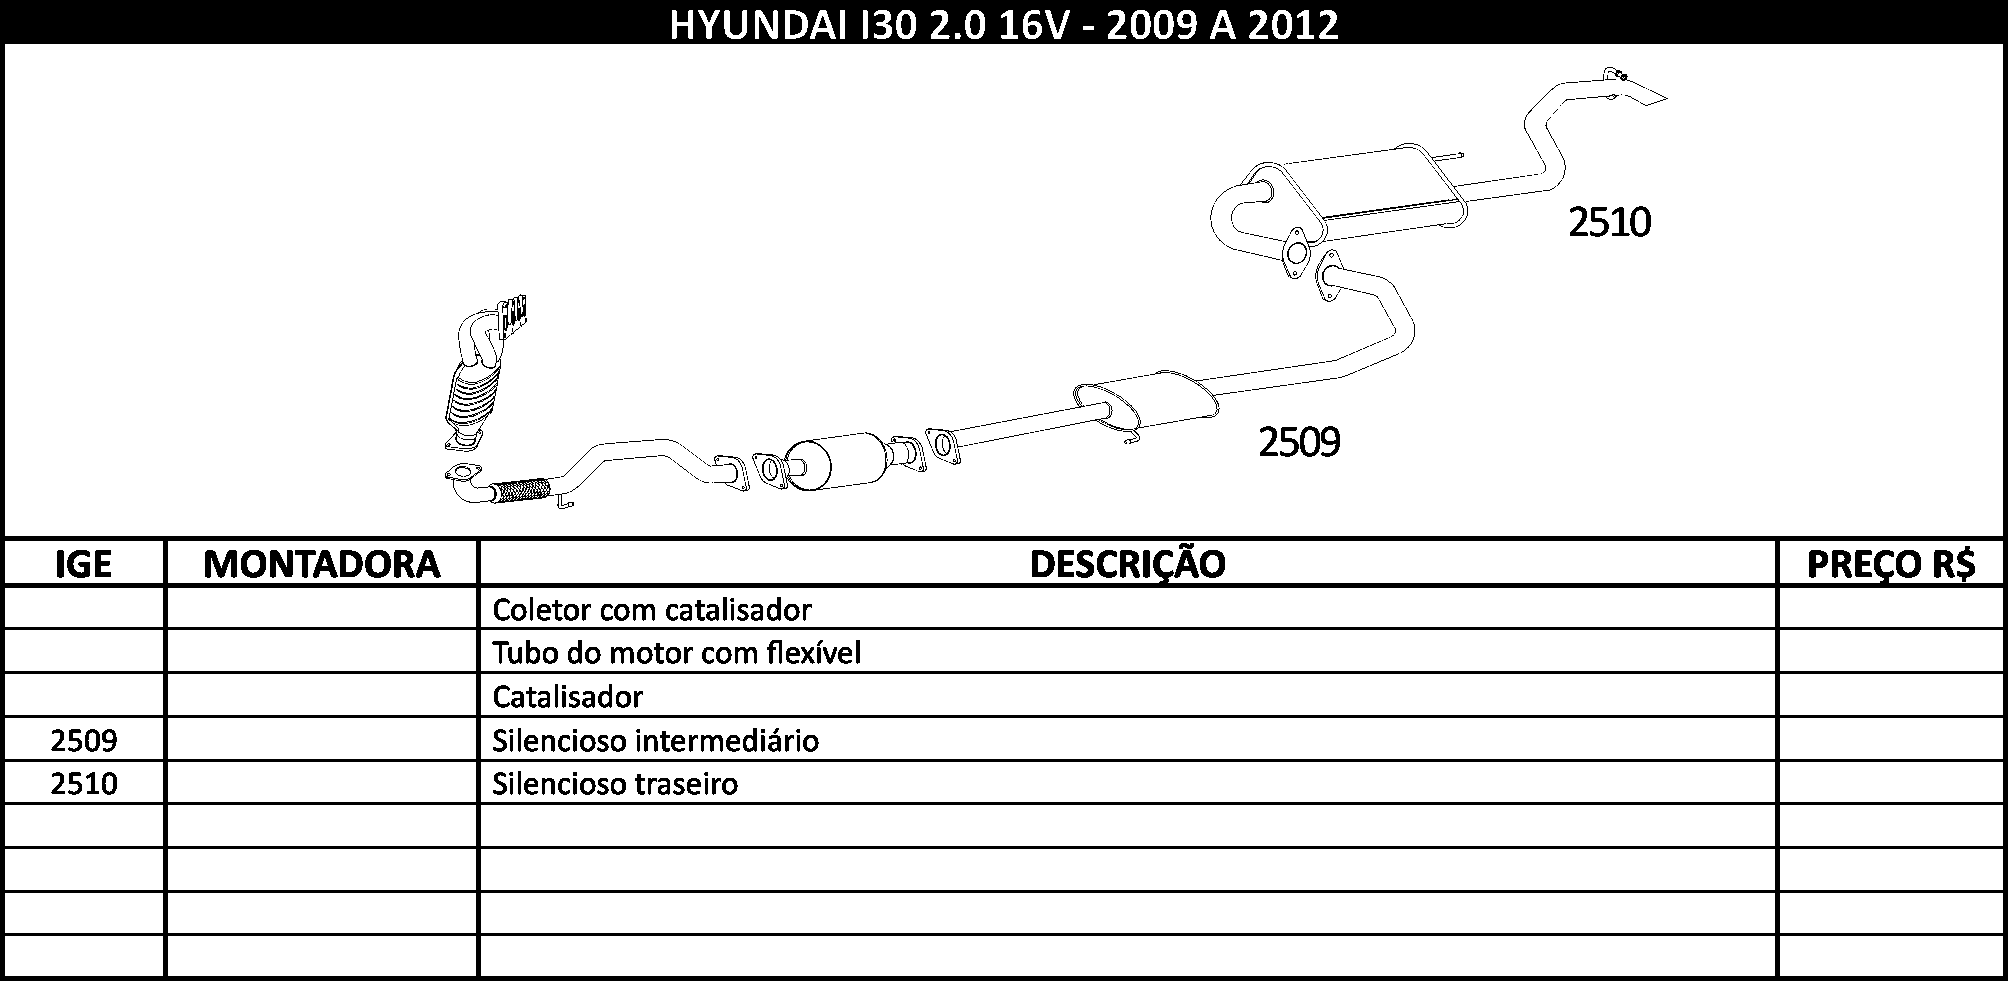 HYUNDAI I30 2.0 16V - 2009 A 2012
2510
2509
IGE MONTADORA DESCRIÇÃO PREÇO R$
Coletor com catalisador
Tubo do motor com flexível
Catalisador
2509 Silencioso intermediário
2510 Silencioso traseiro